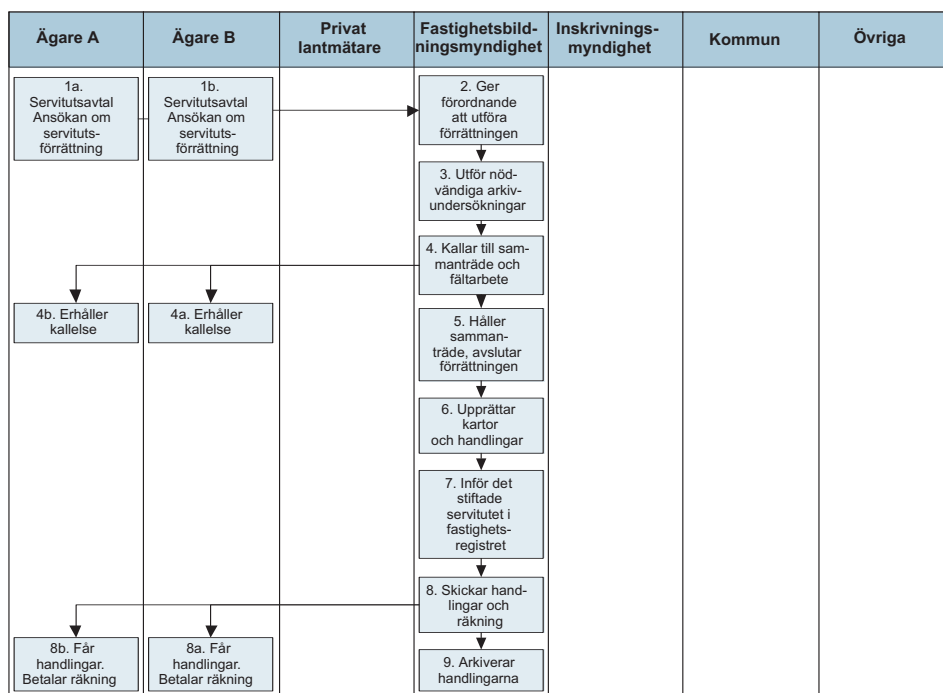 Ägare A
Ägare B
Privat
lantmätare
Fastighetsbild-
ningsmyndighet
Inskrivnings-
myndighet
Kommun
Övriga
1a.
Servitutsavtal
Ansökan om
servituts-
förrättning
1b.
Servitutsavtal
Ansökan om
servituts-
förrättning
2. Ger
förordnande
att utföra
förrättningen
3. Utför nöd-
vändiga arkiv-
undersökningar
4. Kallar till sam-
manträde och
fältarbete
4b. Erhåller
kallelse
4a. Erhåller
kallelse
5. Håller
samman-
träde, avslutar
förrättningen
6. Upprättar
kartor
och handlingar
7. Inför det
stiftade
servitutet i
fastighets-
registret
8. Skickar hand-
lingar och
räkning
8b. Får
handlingar.
Betalar räkning
8a. Får
handlingar.
Betalar räkning
9. Arkiverar
handlingarna